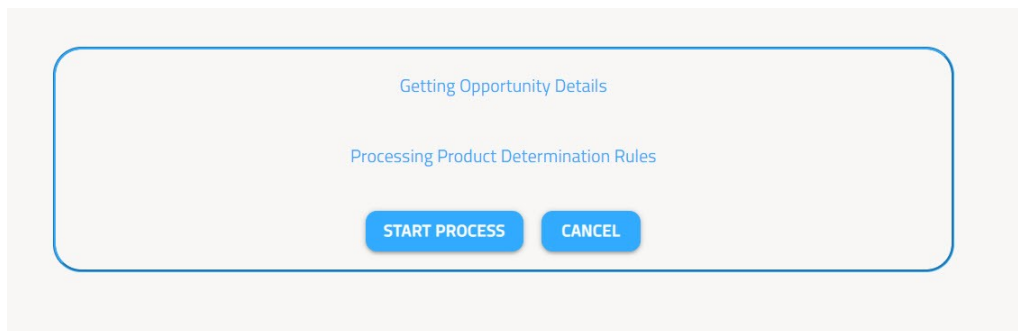 Getting Opportunity Details
Processing Product Determination Rules
START PROCESS CANCEL